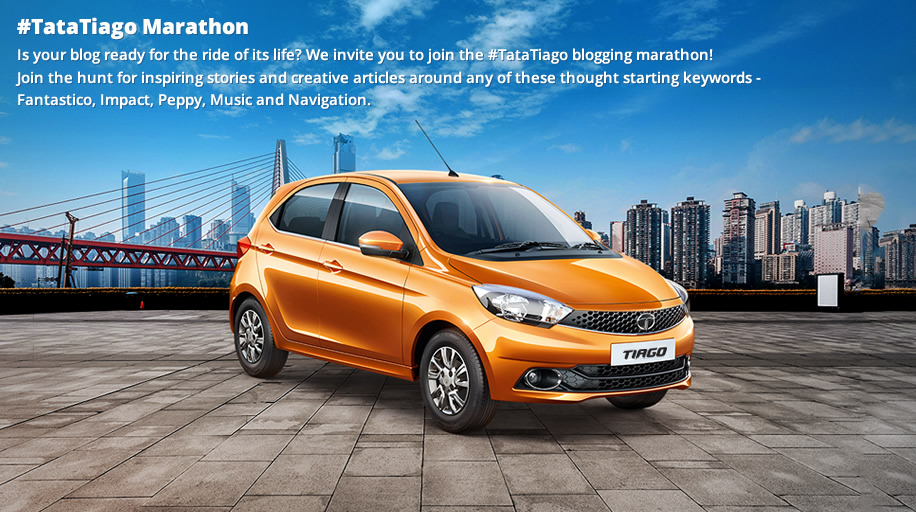 #TataTiago Marathon
Is your blog ready for the ride of its life? We invite you to join the #TataTiago blogging marathon!
Join the hunt for inspiring stories and creative articles around any of these thought starting keywords -
Fantastico, Impact, Peppy, Music and Navigation.
TIAGO